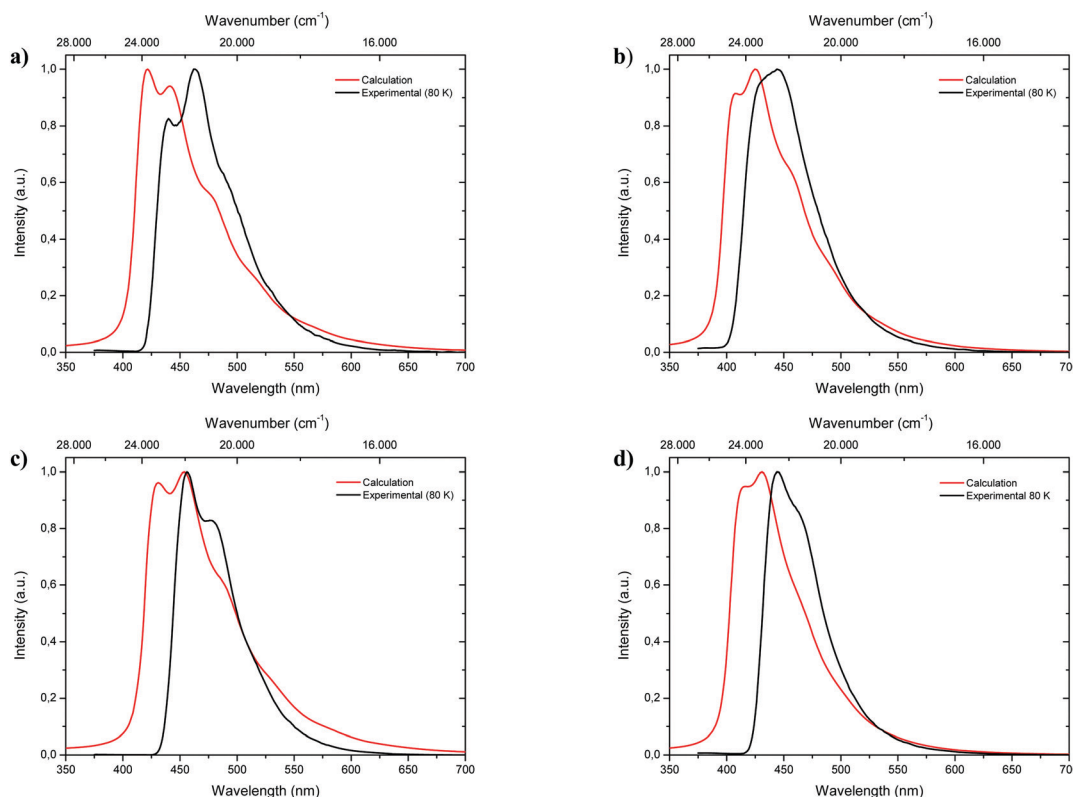 a)
Wavenumber (cm-1)
28.000 24.000 20.000 16.000
Calculation
Experimental (80 K)
Intensity (a.u.)
1,0
0,8
0,6
0,4
0,2
0,0
350 400 450 500 550 600 650 700
Wavelength (nm)
b)
Wavenumber (cm-1)
28.000 24.000 20.000 16.000
Calculation
Experimental (80 K)
Intensity (a.u.)
1,0
0,8
0,6
0,4
0,2
0,0
350 400 450 500 550 600 650 70
Wavelength (nm)
c)
Wavenumber (cm-1)
28.000 24.000 20.000 16.000
Calculation
Experimental (80 K)
Intensity (a.u.)
1,0
0,8
0,6
0,4
0,2
0,0
350 400 450 500 550 600 650 700
Wavelength (nm)
d)
Wavenumber (cm-1)
28.000 24.000 20.000 16.000
Calculation
Experimental 80 K)
Intensity (a.u.)
1,0
0,8
0,6
0,4
0,2
0,0
350 400 450 500 550 600 650 70
Wavelength (nm)